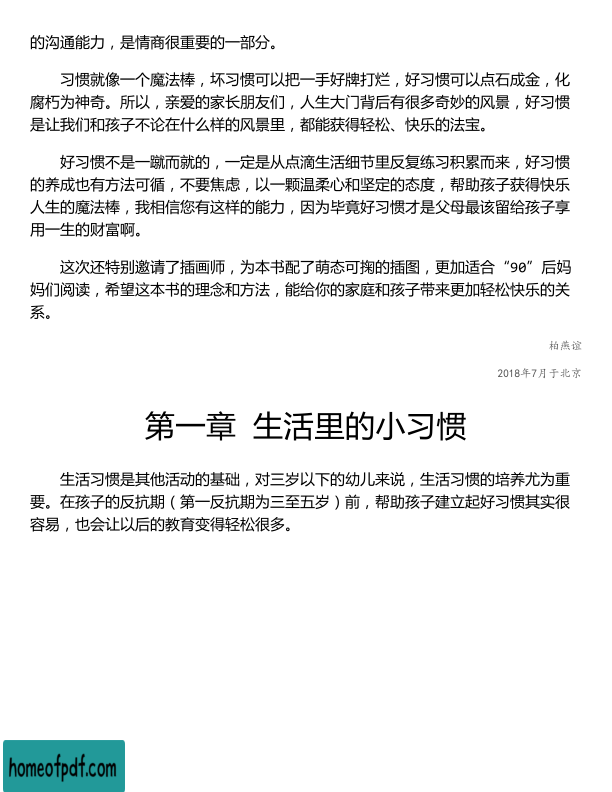 的沟通能力，是情商很重要的一部分。
习惯就像一个魔法棒，坏习惯可以把一手好牌打烂，好习惯可以点石成金，化
腐朽为神奇。所以，亲爱的家长朋友们，人生大门背后有很多奇妙的风景，好习惯
是让我们和孩子不论在什么样的风景里，都能获得轻松、快乐的法宝。
好习惯不是一蹴而就的，一定是从点滴生活细节里反复练习积累而来，好习惯
的养成也有方法可循，不要焦虑，以一颗温柔心和坚定的态度，帮助孩子获得快乐
人生的魔法棒，我相信您有这样的能力，因为毕竟好习惯才是父母最该留给孩子享
用一生的财富啊。
这次还特别邀请了插画师，为本书配了萌态可掬的插图，更加适合“90”后妈
妈们阅读，希望这本书的理念和方法，能给你的家庭和孩子带来更加轻松快乐的关
系。
柏燕谊
2018年7月于北京
第一章 生活里的小习惯
生活习惯是其他活动的基础，对三岁以下的幼儿来说，生活习惯的培养尤为重
要。在孩子的反抗期（第一反抗期为三至五岁）前，帮助孩子建立起好习惯其实很
容易，也会让以后的教育变得轻松很多。
homeofpdf.com